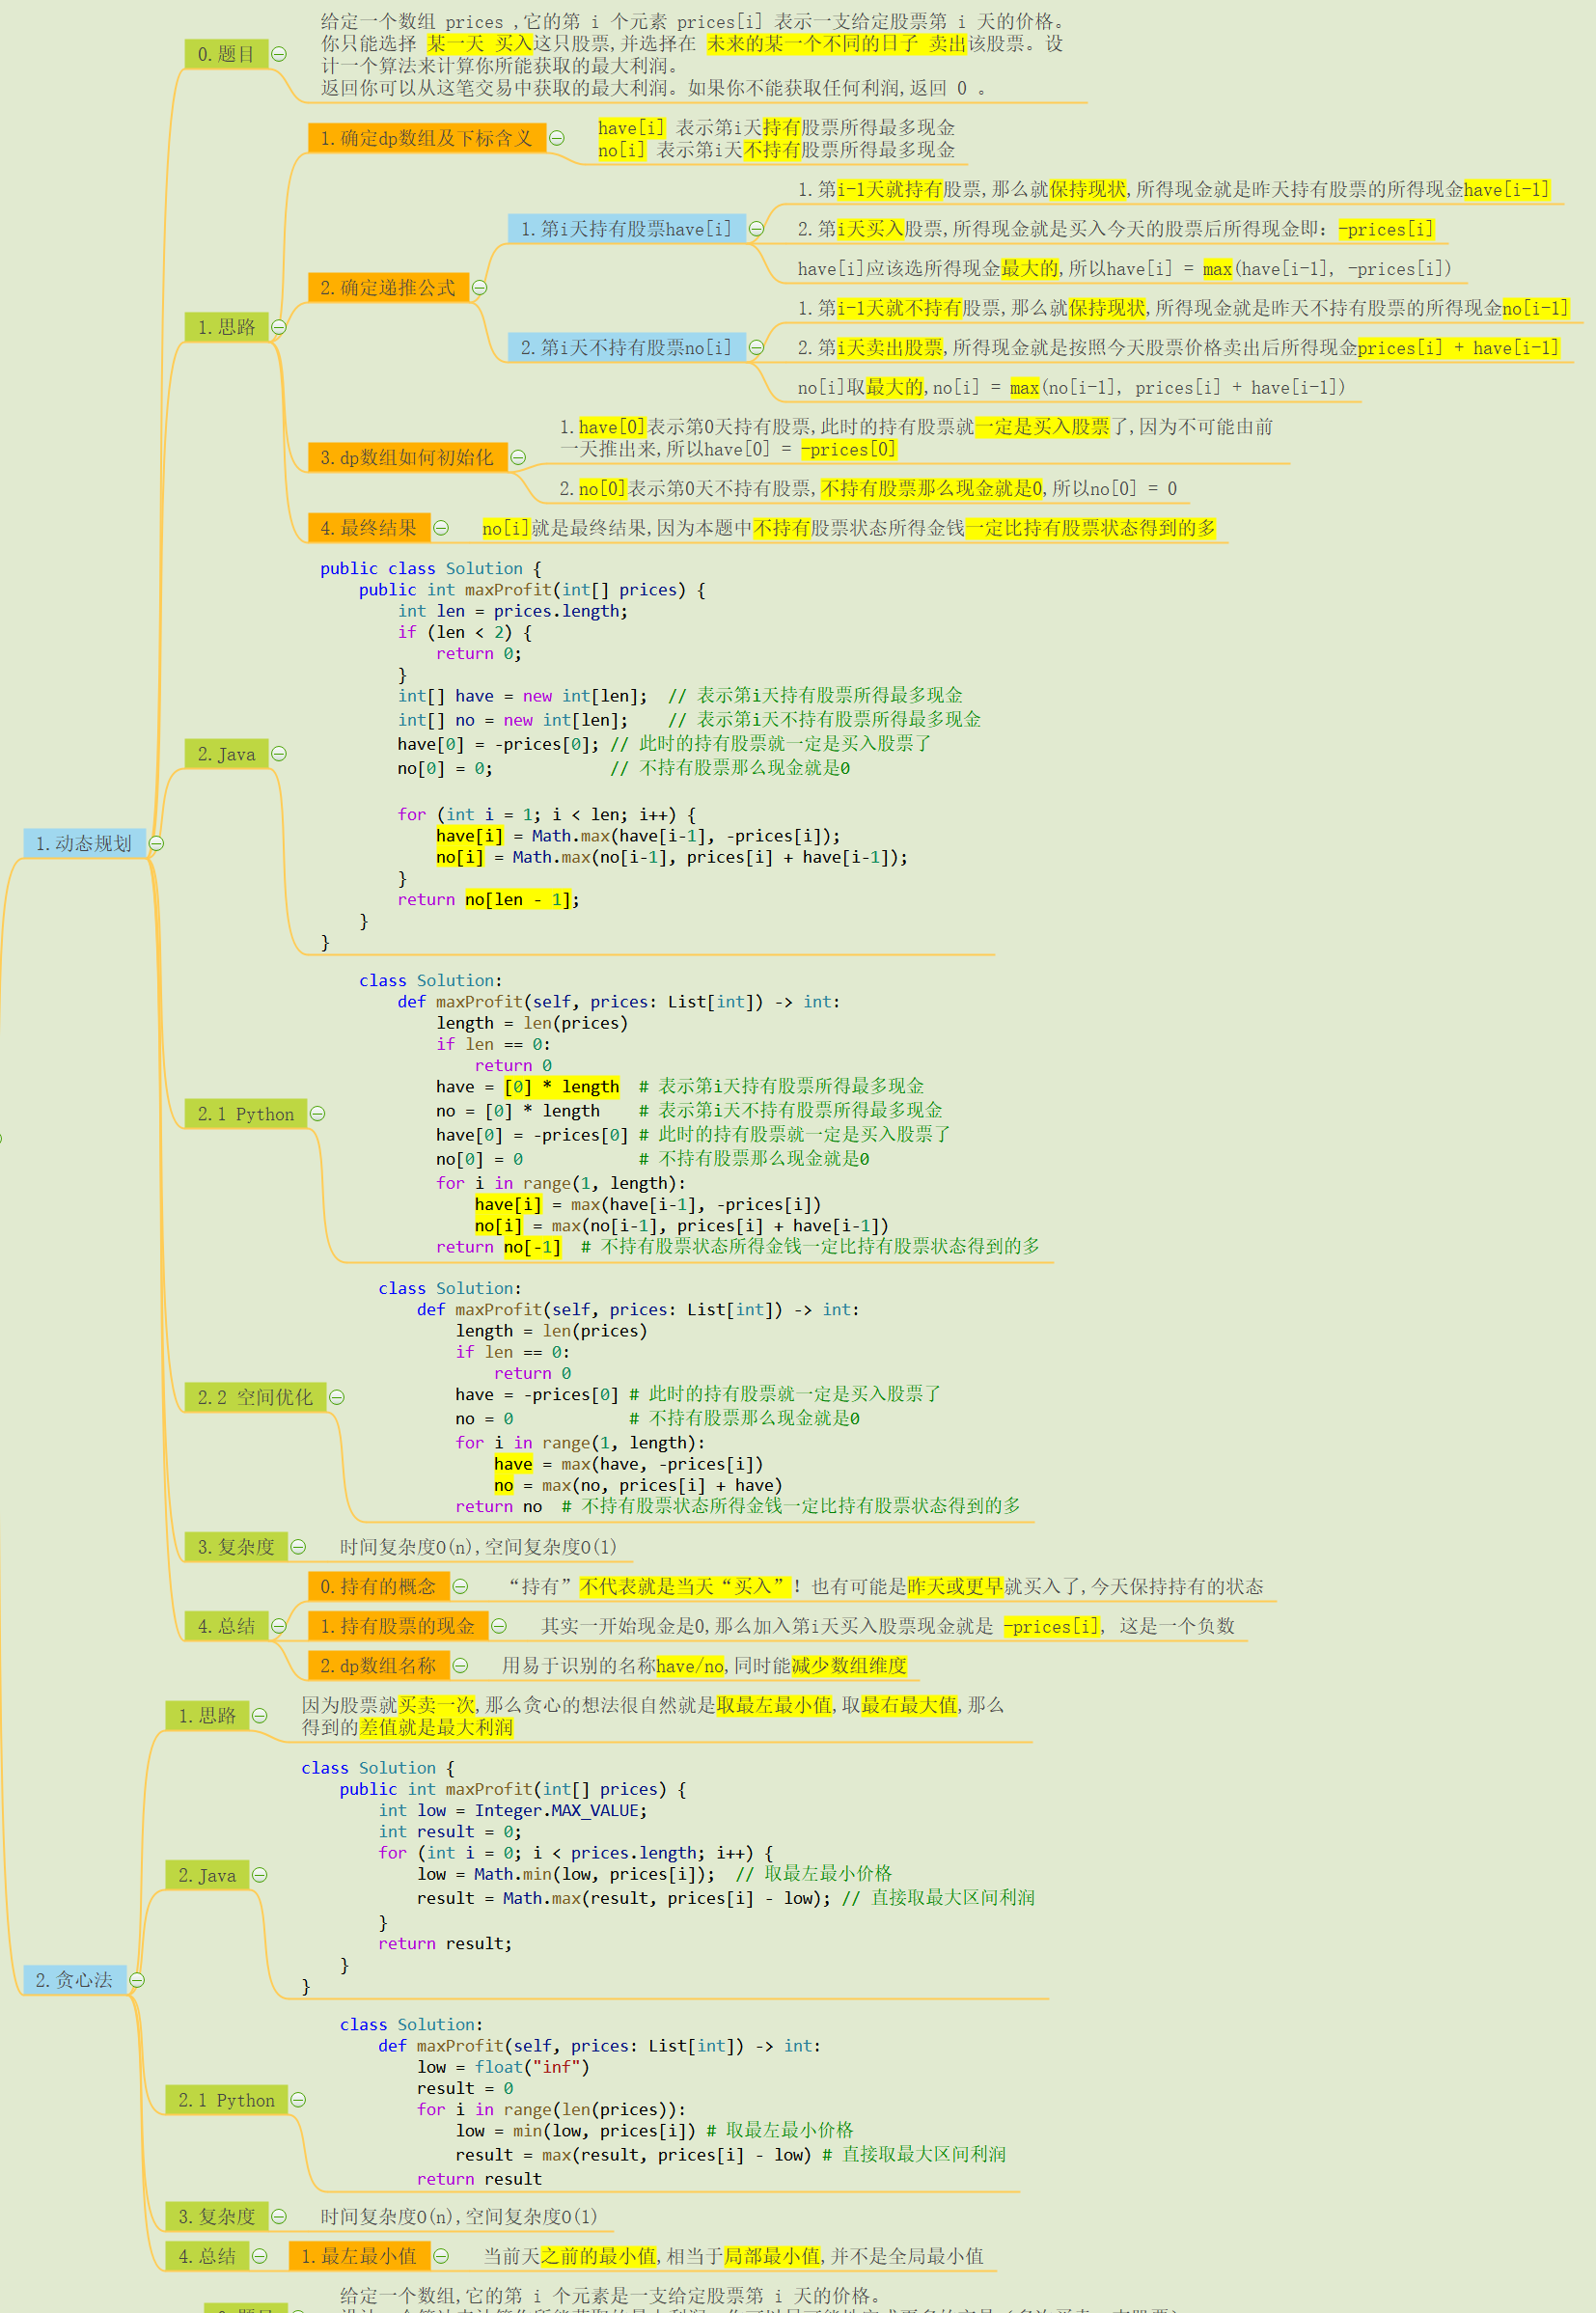 0.题目
给定一个数组 prices ,它的第 i 个元素 prices[i] 表示一支给定股票第 i 天的价格。
你只能选择 某一天 买入这只股票,并选择在 未来的某一个不同的日子 卖出该股票。设
计一个算法来计算你所能获取的最大利润。
返回你可以从这笔交易中获取的最大利润。如果你不能获取任何利润,返回 0 。
1.思路
1.确定dp数组及下标含义
have[i] 表示第i天持有股票所得最多现金
no[i] 表示第i天不持有股票所得最多现金
2.确定递推公式
1.第i天持有股票have[i]
1.第i-1天就持有股票,那么就保持现状,所得现金就是昨天持有股票的所得现金have[i-1]
2.第i天买入股票,所得现金就是买入今天的股票后所得现金即：-prices[i]
have[i]应该选所得现金最大的,所以have[i] = max(have[i-1], -prices[i])
2.第i天不持有股票no[i]
1.第i-1天就不持有股票,那么就保持现状,所得现金就是昨天不持有股票的所得现金no[i-1]
2.第i天卖出股票,所得现金就是按照今天股票价格卖出后所得现金prices[i] + have[i-1]
no[i]取最大的,no[i] = max(no[i-1], prices[i] + have[i-1])
3.dp数组如何初始化
1.have[0]表示第0天持有股票,此时的持有股票就一定是买入股票了,因为不可能由前
一天推出来,所以have[0] = -prices[0]
2.no[0]表示第0天不持有股票,不持有股票那么现金就是0,所以no[0] = 0
4.最终结果
no[i]就是最终结果,因为本题中不持有股票状态所得金钱一定比持有股票状态得到的多
1.动态规划
2.Java
public class Solution {
    public int maxProfit(int[] prices) {
        int len = prices.length;
        if (len < 2) {
            return 0;
        }
        int[] have = new int[len];  // 表示第i天持有股票所得最多现金
        int[] no = new int[len];    // 表示第i天不持有股票所得最多现金
        have[0] = -prices[0]; // 此时的持有股票就一定是买入股票了
        no[0] = 0;            // 不持有股票那么现金就是0
        for (int i = 1; i < len; i++) {
            have[i] = Math.max(have[i-1], -prices[i]);
            no[i] = Math.max(no[i-1], prices[i] + have[i-1]);
        }
        return no[len - 1];
    }
}
2.1 Python
class Solution:
    def maxProfit(self, prices: List[int]) -> int:
        length = len(prices)
        if len == 0:
            return 0
        have = [0] * length  # 表示第i天持有股票所得最多现金
        no = [0] * length    # 表示第i天不持有股票所得最多现金
        have[0] = -prices[0] # 此时的持有股票就一定是买入股票了
        no[0] = 0            # 不持有股票那么现金就是0
        for i in range(1, length):
            have[i] = max(have[i-1], -prices[i])
            no[i] = max(no[i-1], prices[i] + have[i-1])
        return no[-1]  # 不持有股票状态所得金钱一定比持有股票状态得到的多
2.2 空间优化
class Solution:
    def maxProfit(self, prices: List[int]) -> int:
        length = len(prices)
        if len == 0:
            return 0
        have = -prices[0] # 此时的持有股票就一定是买入股票了
        no = 0            # 不持有股票那么现金就是0
        for i in range(1, length):
            have = max(have, -prices[i])
            no = max(no, prices[i] + have)
        return no  # 不持有股票状态所得金钱一定比持有股票状态得到的多
3.复杂度
时间复杂度O(n),空间复杂度O(1)
4.总结
0.持有的概念
“持有”不代表就是当天“买入”！也有可能是昨天或更早就买入了,今天保持持有的状态
1.持有股票的现金
其实一开始现金是0,那么加入第i天买入股票现金就是 -prices[i], 这是一个负数
2.dp数组名称
用易于识别的名称have/no,同时能减少数组维度
1.思路
因为股票就买卖一次,那么贪心的想法很自然就是取最左最小值,取最右最大值,那么
得到的差值就是最大利润
2.Java
class Solution {
    public int maxProfit(int[] prices) {
        int low = Integer.MAX_VALUE;
        int result = 0;
        for (int i = 0; i < prices.length; i++) {
            low = Math.min(low, prices[i]);  // 取最左最小价格
            result = Math.max(result, prices[i] - low); // 直接取最大区间利润
        }
        return result;
    }
}
2.贪心法
2.1 Python
class Solution:
    def maxProfit(self, prices: List[int]) -> int:
        low = float("inf")
        result = 0
        for i in range(len(prices)):
            low = min(low, prices[i]) # 取最左最小价格
            result = max(result, prices[i] - low) # 直接取最大区间利润
        return result
3.复杂度
时间复杂度O(n),空间复杂度O(1)
4.总结
1.最左最小值
当前天之前的最小值,相当于局部最小值,并不是全局最小值
给定一个数组,它的第 i 个元素是一支给定股票第 i 天的价格。